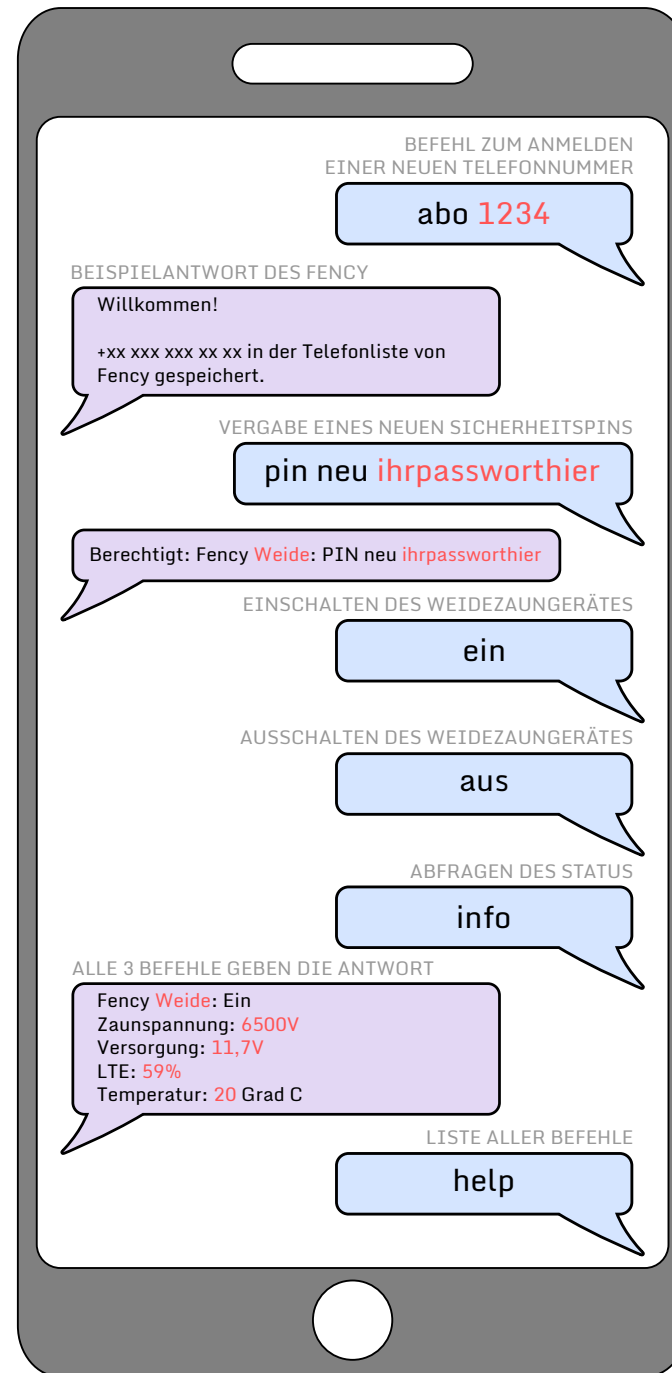 BEFEHL ZUM ANMELDEN
EINER NEUEN TELEFONNUMMER
abo 1234
BEISPIELANTWORT DES FENCY
Willkommen!
+xx xxx xxx xx xx in der Telefonliste von
Fency gespeichert.
VERGABE EINES NEUEN SICHERHEITSPINS
pin neu ihrpassworthier
Berechtigt: Fency Weide: PIN neu ihrpassworthier
EINSCHALTEN DES WEIDEZAUNGERÄTES
ein
AUSSCHALTEN DES WEIDEZAUNGERÄTES
aus
ABFRAGEN DES STATUS
info
ALLE 3 BEFEHLE GEBEN DIE ANTWORT
Fency Weide: Ein
Zaunspannung: 6500V
Versorgung: 11,7V
LTE: 59%
Temperatur: 20 Grad C
LISTE ALLER BEFEHLE
help